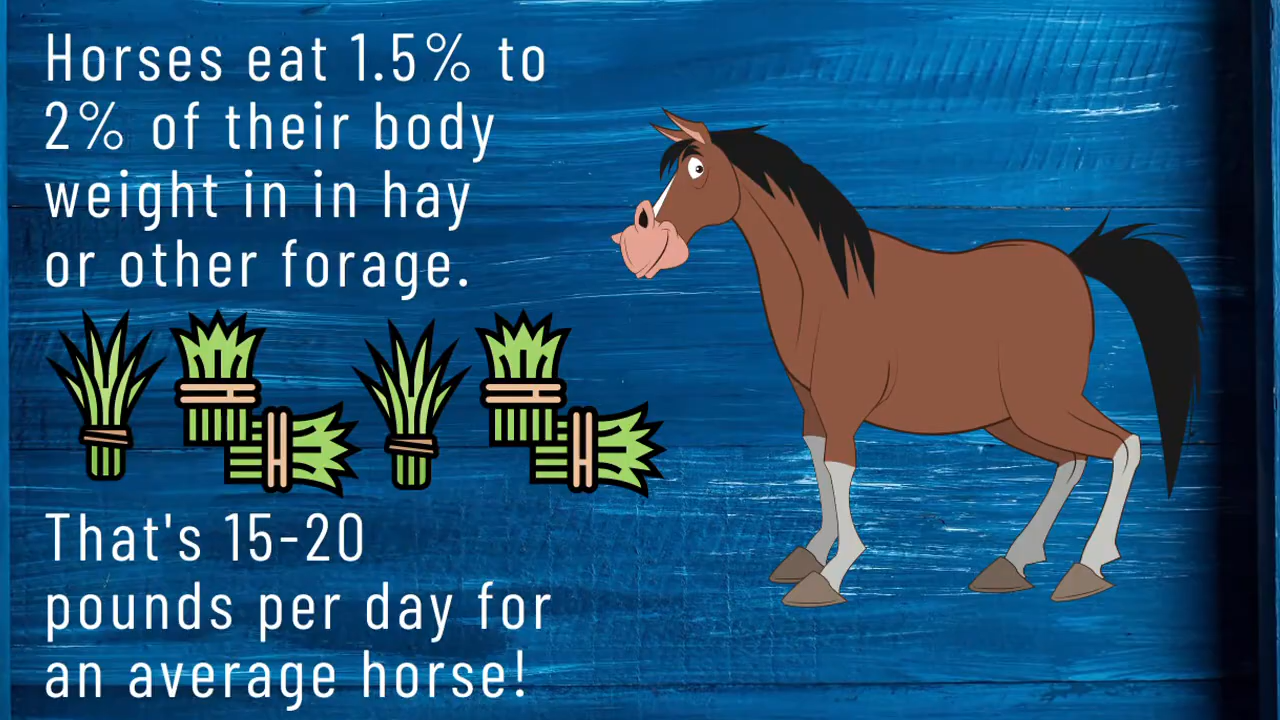 Horses eat 1.5% to
2% of their body
weight in in hay
or other forage.
That's 15-20
pounds per day for
an average horse!